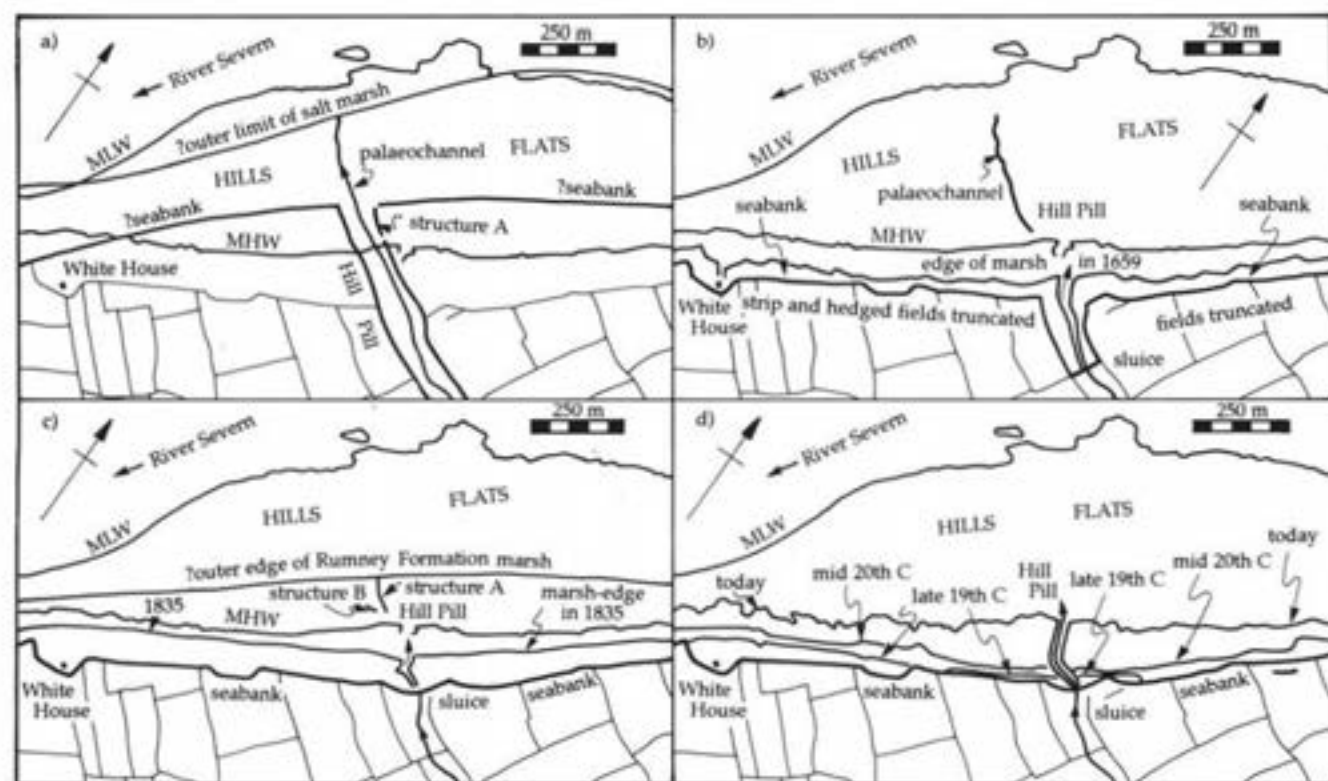 a)
250 m
River Severn
?outer limit of salt marsh
MLW
palaeochannel
FLATS
HILLS
?seabank
?seabank
structure A
MHW
White House
Hill
Pill
b)
250 m
River Severn
MLW
FLATS
HILLS
palaeochannel
seabank
Hill Pill
seabank
MHW
edge of marsh in 1659
White
House
strip and hedged fields truncated
fields truncated
sluice
c)
250 m
River Severn
MLW
HILLS
FLATS
?outer edge of Rumney Formation marsh
structure B
structure A
1835
MHW
Hill Pill
marsh-edge
in 1835
White
House
seabank
sluice
seabank
d)
250 m
River Severn
MLW
HILLS
FLATS
today
mid 20th C
late 19th C
Hill
Pill
late 19th C
mid 20th C
today
White
House
seabank
sluice
seabank